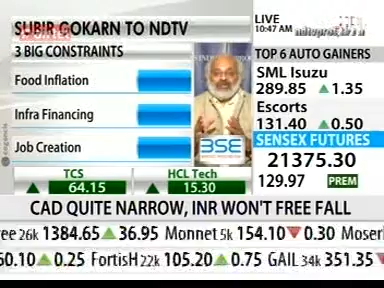 SUBIR GOKARN TO NDTV
3 BIG CONSTRAINTS
Food Inflation
Infra Financing
Job Creation
BSE
TCS
64.15
HCL Tech
15.30
LIVE
10:47 AM
TOP 6 AUTO GAINERS
SML Isuzu
289.85 1.35
Escorts
131.40 0.50
SENSEX FUTURES
21375.30
129.97 PREM
CAD QUITE NARROW, INR WON'T FREE FALL
ree 26k 1384.65 36.95 Monnet 5k 154.10 0.30 Moser
60.10 0.25 FortisH 22k 105.20 0.75 GAIL 34k 351.35